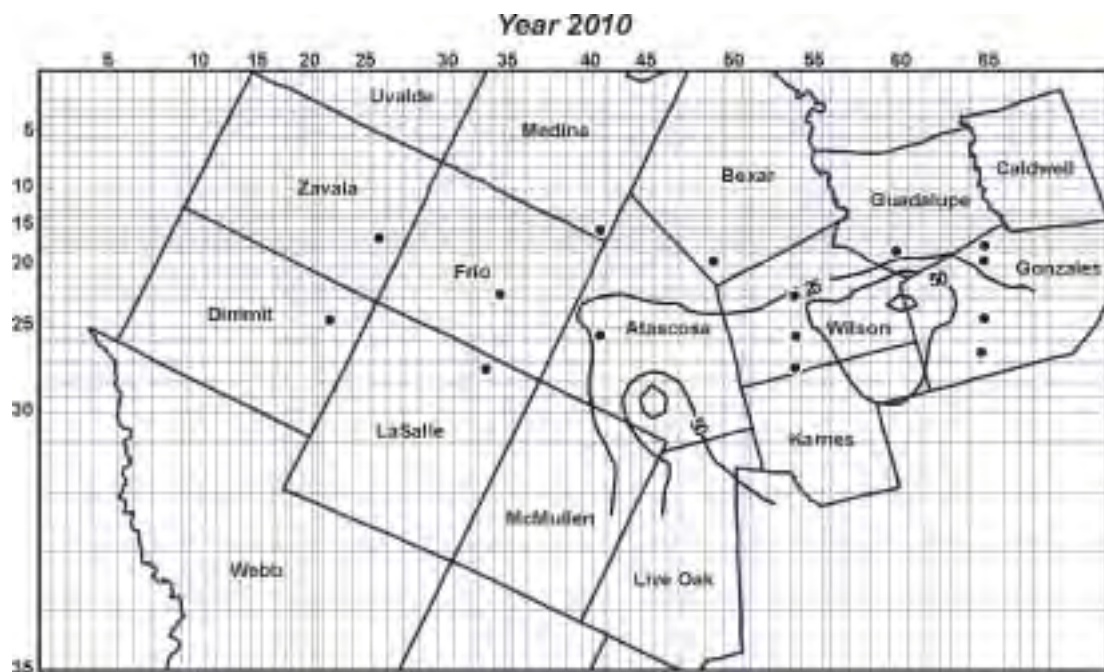 Year 2010
5 10 15 20 25 30 35 40 45 50 55 60 65
Uvalde
Medina
5
Bexar
Caldwell
10
Zavala
Guadalupe
15
20
Frio
Gonzales
50
25
Dimmit
25
Atascosa
Wilson
30
LaSalle
50
Karnes
McMullen
Webb
Live Oak
35